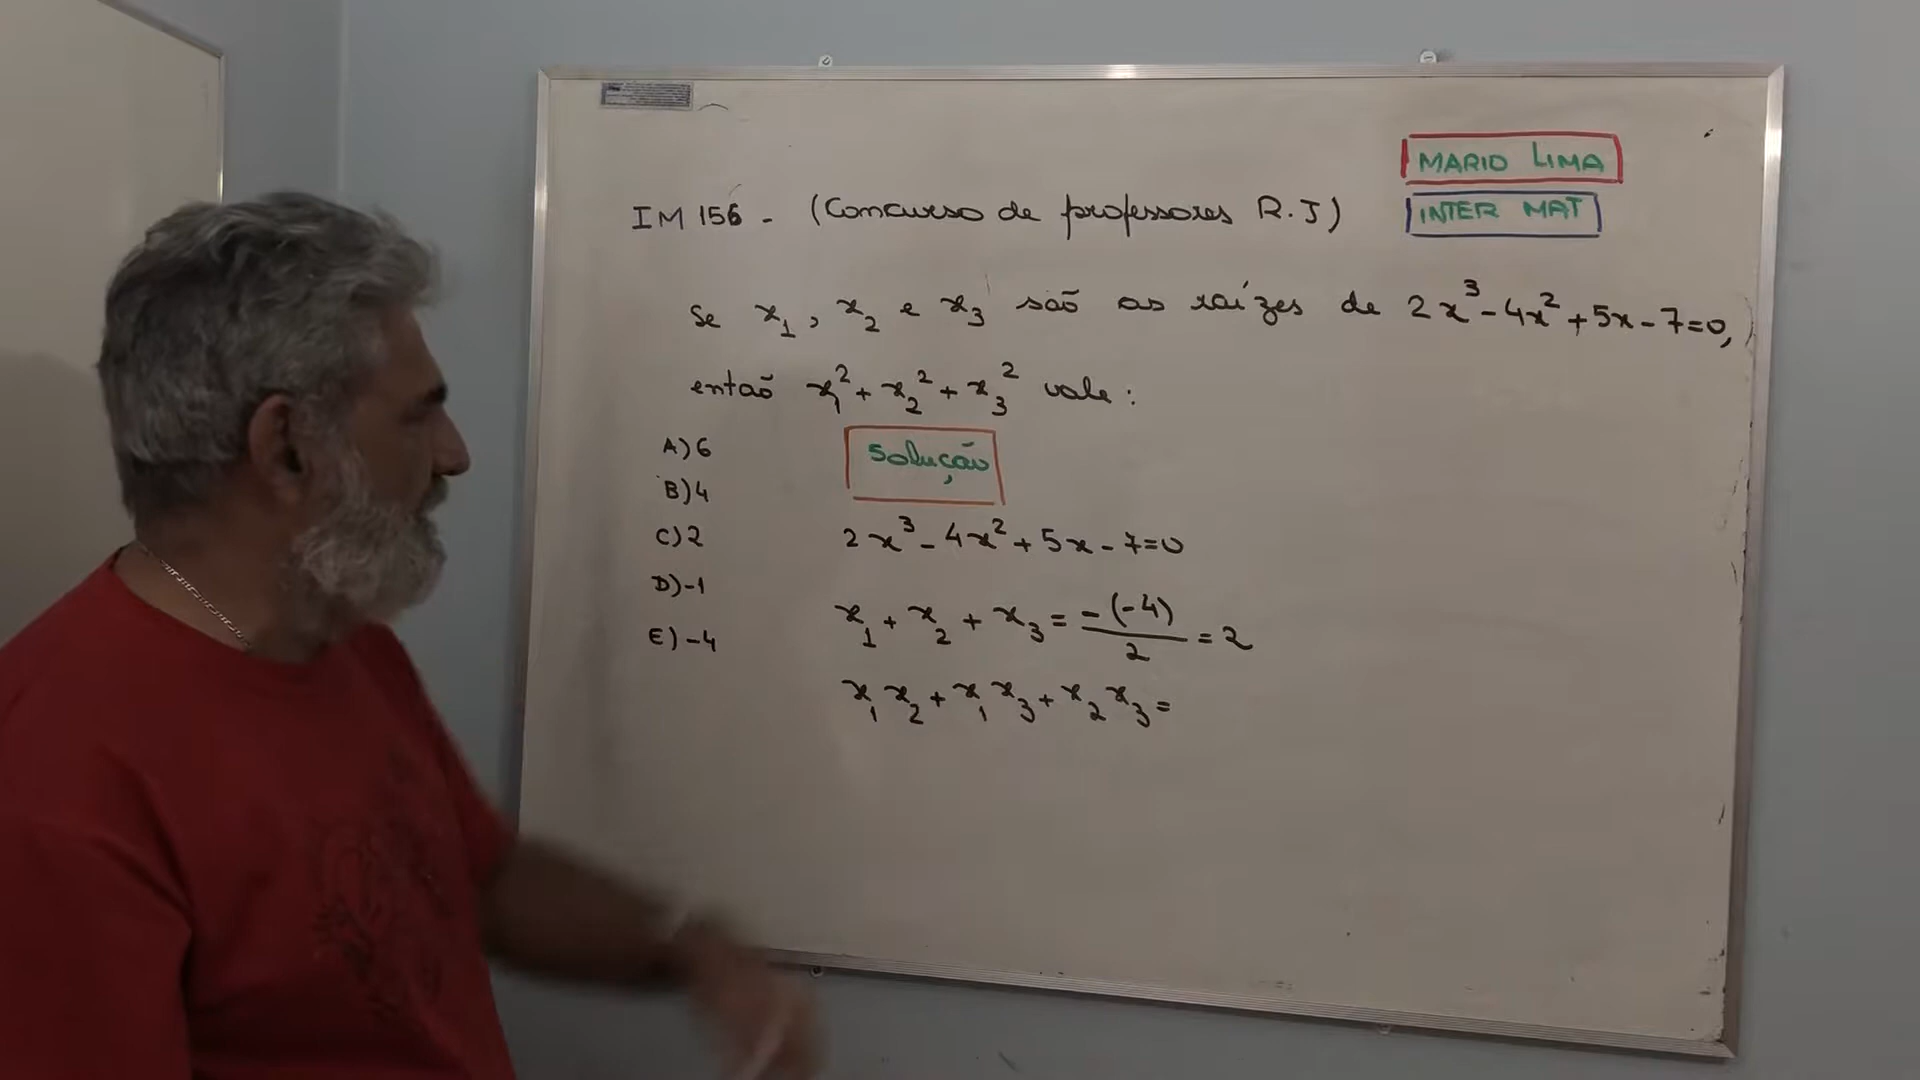 MARIO LIMA
INTER MAT
IM 156 - (Concurso de professores R.J)
Se x₁, x₂ e x₃ são as raízes de 2x³ - 4x² + 5x - 7 = 0,
então x₁² + x₂² + x₃² vale:
A) 6
B) 4
C) 2
D) -1
E) -4
Solução
2x³ - 4x² + 5x - 7 = 0
x₁ + x₂ + x₃ = -(-4)/2 = 2
x₁x₂ + x₁x₃ + x₂x₃ =